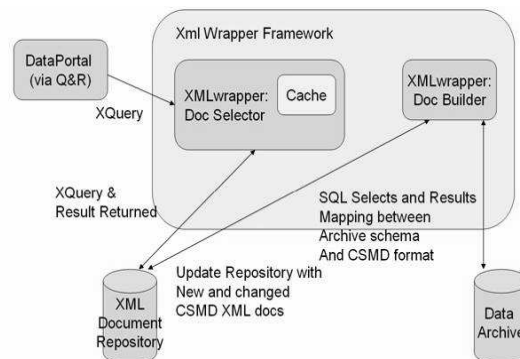 Xml Wrapper Framework
DataPortal
(via Q&R)
XQuery
XMLwrapper:
Doc Selector
Cache
XMLwrapper:
Doc Builder
XQuery &
Result Returned
SQL Selects and Results
Mapping between
Archive schema
And CSMD format
Update Repository with
New and changed
CSMD XML docs
XML
Document
Repository
Data
Archive